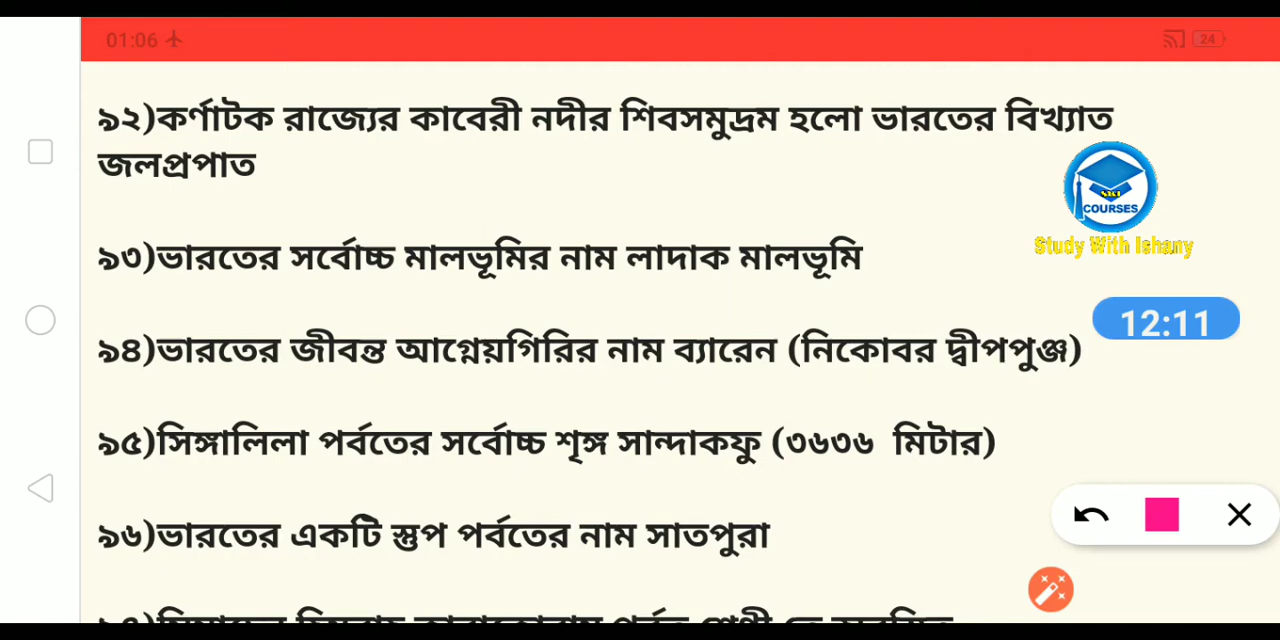 01:06
24
৯২)কর্ণাটক রাজ্যের কাবেরী নদীর শিবসমুদ্রম হলো ভারতের বিখ্যাত
জলপ্রপাত
COURSES
Study With Ishany
৯৩)ভারতের সর্বোচ্চ মালভূমির নাম লাদাক মালভূমি
12:11
৯৪)ভারতের জীবন্ত আগ্নেয়গিরির নাম ব্যারেন (নিকোবর দ্বীপপুঞ্জ)
৯৫)সিঙ্গালিলা পর্বতের সর্বোচ্চ শৃঙ্গ সান্দাকফু (৩৬৩৬ মিটার)
৯৬)ভারতের একটি স্তুপ পর্বতের নাম সাতপুরা